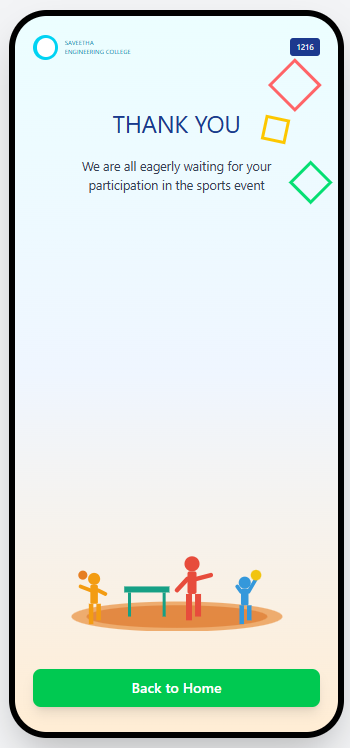 SAVEETHA
ENGINEERING COLLEGE
1216
THANK YOU
We are all eagerly waiting for your
participation in the sports event
Back to Home